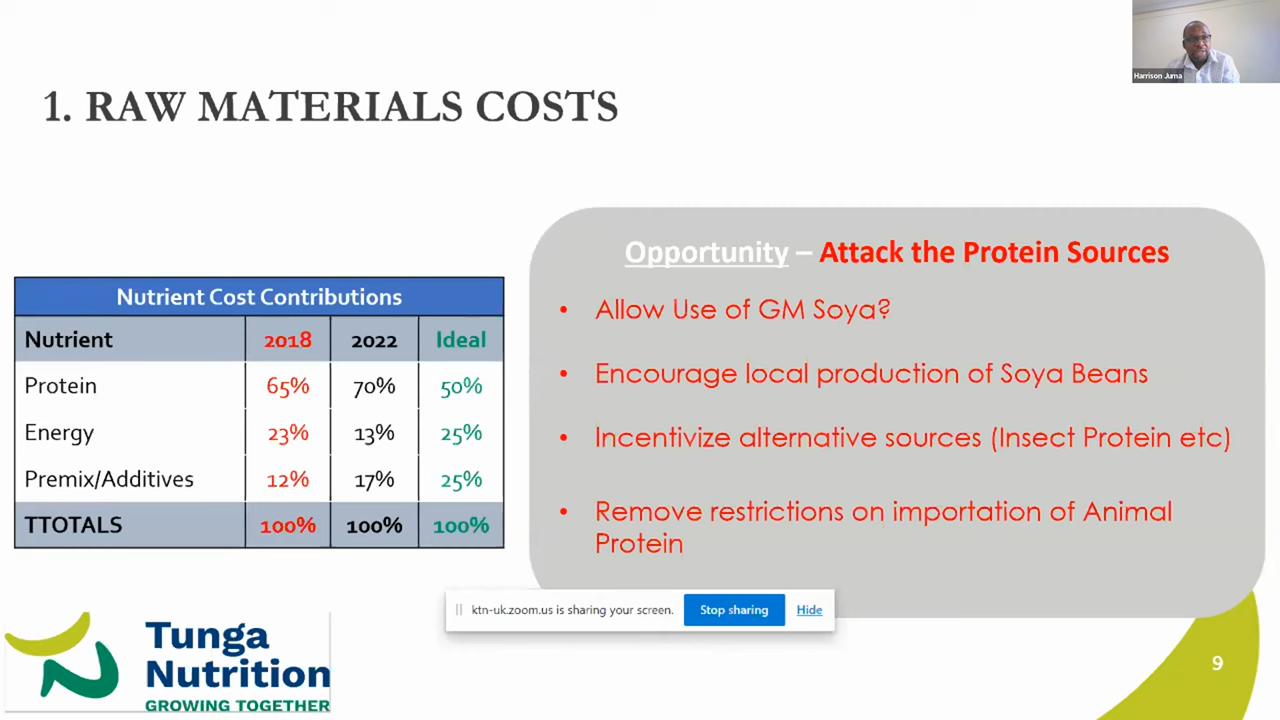 Harrison Juma
1. RAW MATERIALS COSTS
Nutrient Cost Contributions
Nutrient 2018 2022 Ideal
Protein 65% 70% 50%
Energy 23% 13% 25%
Premix/Additives 12% 17% 25%
TTOTALS 100% 100% 100%
Opportunity – Attack the Protein Sources
• Allow Use of GM Soya?
• Encourage local production of Soya Beans
• Incentivize alternative sources (Insect Protein etc)
• Remove restrictions on importation of Animal
Protein
ktn-uk.zoom.us is sharing your screen. Stop sharing Hide
Tunga
Nutrition
GROWING TOGETHER
9